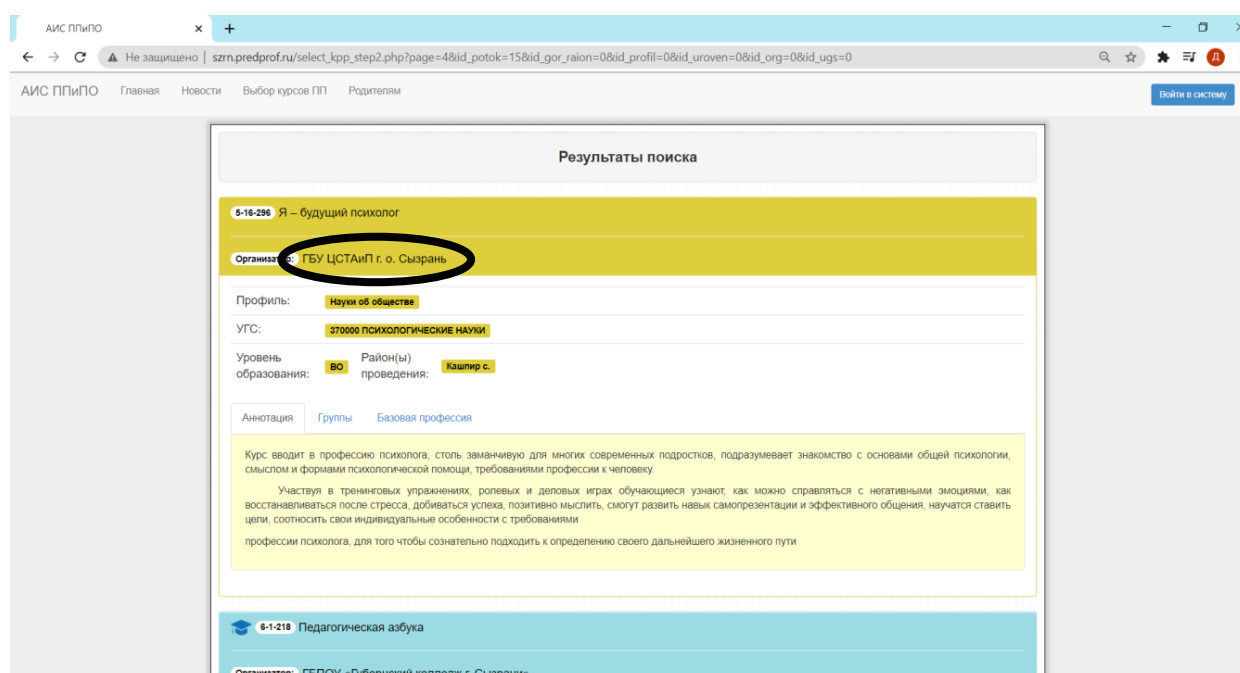 АИС ППиПО
Не защищено | szrn.predprof.ru/select_kpp_step2.php?page=4&id_potok=15&id_gor_raion=0&id_profil=0&id_uroven=0&id_org=0&id_ugs=0
Д
АИС ППиПО Главная Новости Выбор курсов ПП Родителям Войти в систему
Результаты поиска
5-16-296 Я – будущий психолог
ГБУ ЦСТАиП г. о. Сызрань
Профиль: Науки об обществе
УГС: 370000 ПСИХОЛОГИЧЕСКИЕ НАУКИ
Уровень образования: ВО Район(ы) проведения: Кашпир с.
Аннотация Группы Базовая профессия
Курс вводит в профессию психолога, столь заманчивую для многих современных подростков, подразумевает знакомство с основами общей психологии,
смыслом и формами психологической помощи, требованиями профессии к человеку.
Участвуя в тренинговых упражнениях, ролевых и деловых играх обучающиеся узнают, как можно справляться с негативными эмоциями, как
восстанавливаться после стресса, добиваться успеха, позитивно мыслить, смогут развить навык самопрезентации и эффективного общения, научатся ставить
цели, соотносить свои индивидуальные особенности с требованиями
профессии психолога, для того чтобы сознательно подходить к определению своего дальнейшего жизненного пути
6-1-218 Педагогическая азбука
Организатор: ГБПОУ «Губернский колледж г. Сызрани»